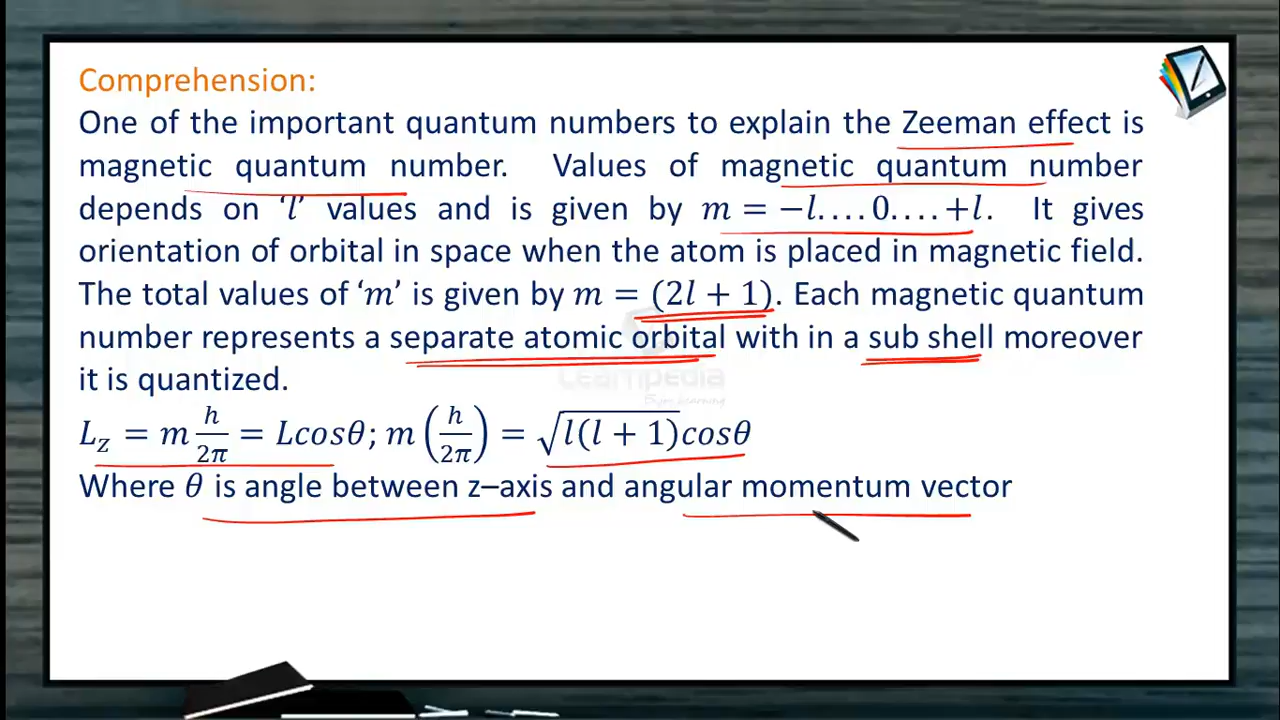 Comprehension:
One of the important quantum numbers to explain the Zeeman effect is
magnetic quantum number. Values of magnetic quantum number
depends on ‘l’ values and is given by m = −l....0....+l. It gives
orientation of orbital in space when the atom is placed in magnetic field.
The total values of ‘m’ is given by m = (2l + 1). Each magnetic quantum
number represents a separate atomic orbital with in a sub shell moreover
it is quantized.
L_z = m h/2π = Lcosθ; m (h/2π) = √l(l + 1)cosθ
Where θ is angle between z–axis and angular momentum vector
Learnpedia